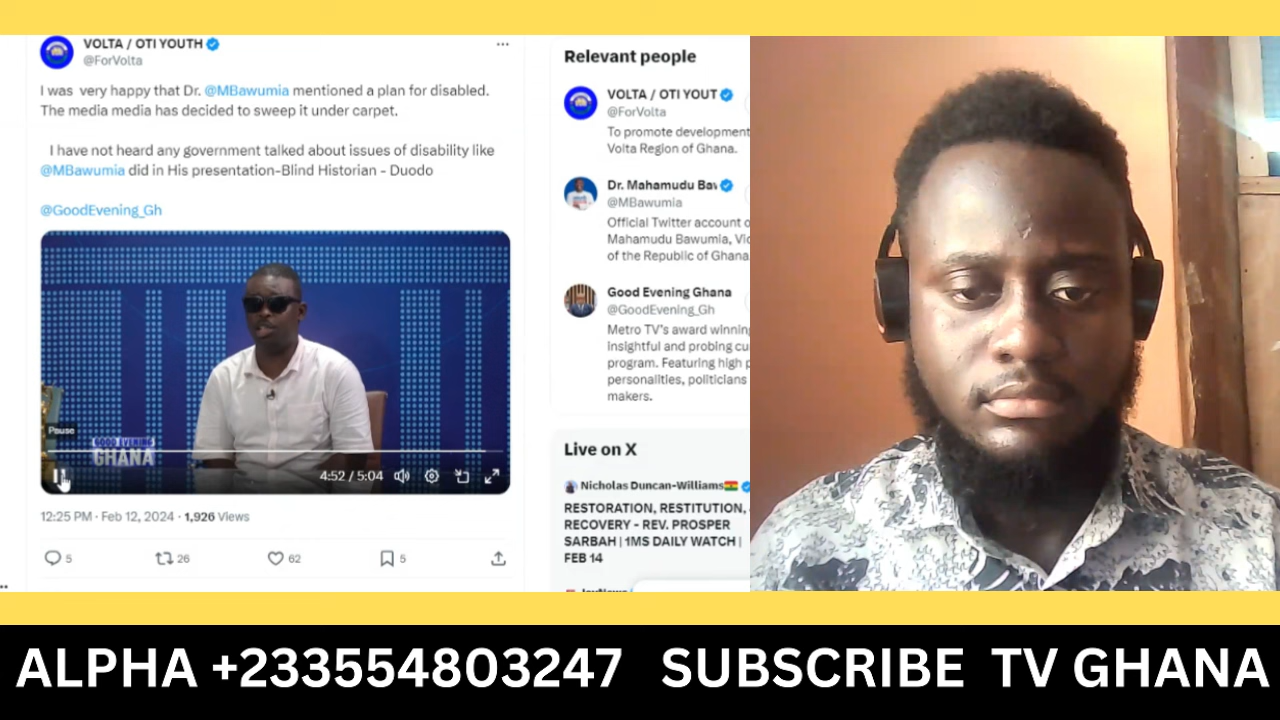 VOLTA / OTI YOUTH
@ForVolta
I was very happy that Dr. @MBawumia mentioned a plan for disabled.
The media media has decided to sweep it under carpet.
I have not heard any government talked about issues of disability like
@MBawumia did in His presentation-Blind Historian - Duodo
@GoodEvening_Gh
Pause
GOOD EVENING
GHANA
4:52 / 5:04
12:25 PM · Feb 12, 2024 · 1,926 Views
5
26
62
5
Relevant people
VOLTA / OTI YOUT
@ForVolta
To promote development
Volta Region of Ghana.
Dr. Mahamudu Baw
@MBawumia
Official Twitter account o
Mahamudu Bawumia, Vic
of the Republic of Ghana
Good Evening Ghana
@GoodEvening_Gh
Metro TV's award winning
insightful and probing cu
program. Featuring high p
personalities, politicians
makers.
Live on X
Nicholas Duncan-Williams
RESTORATION, RESTITUTION,
RECOVERY - REV. PROSPER
SARBAH | 1MS DAILY WATCH |
FEB 14
ALPHA +233554803247 SUBSCRIBE TV GHANA